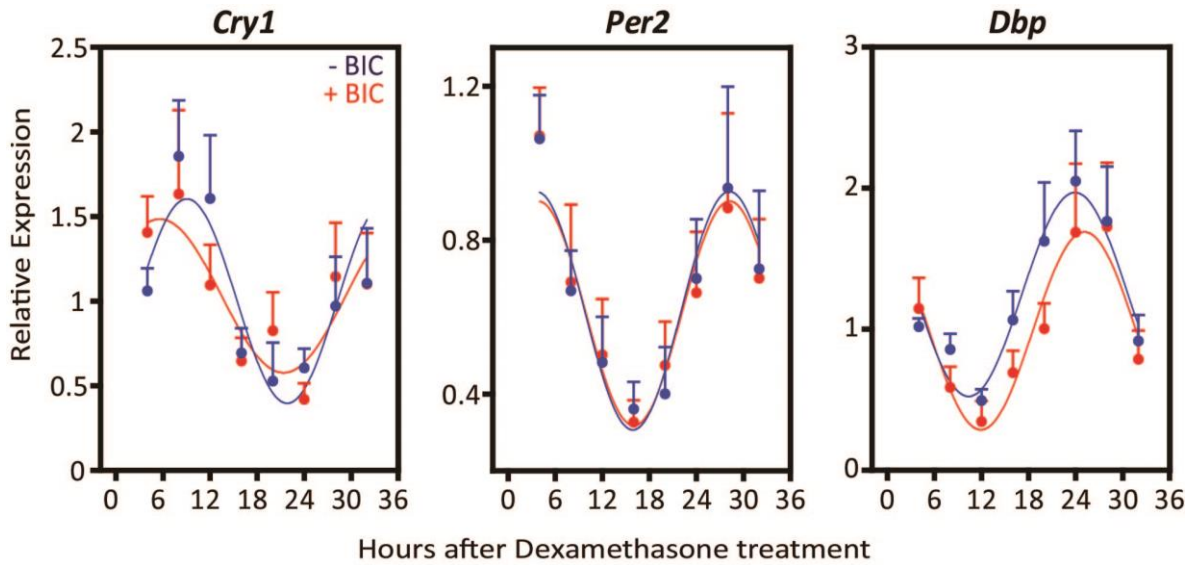 Cry1 Per2 Dbp
2.5
2
1.5
1
0.5
0
- BIC
+ BIC
1.2
0.8
0.4
3
2
1
0
Relative Expression
0 6 12 18 24 30 36
0 6 12 18 24 30 36
0 6 12 18 24 30 36
Hours after Dexamethasone treatment